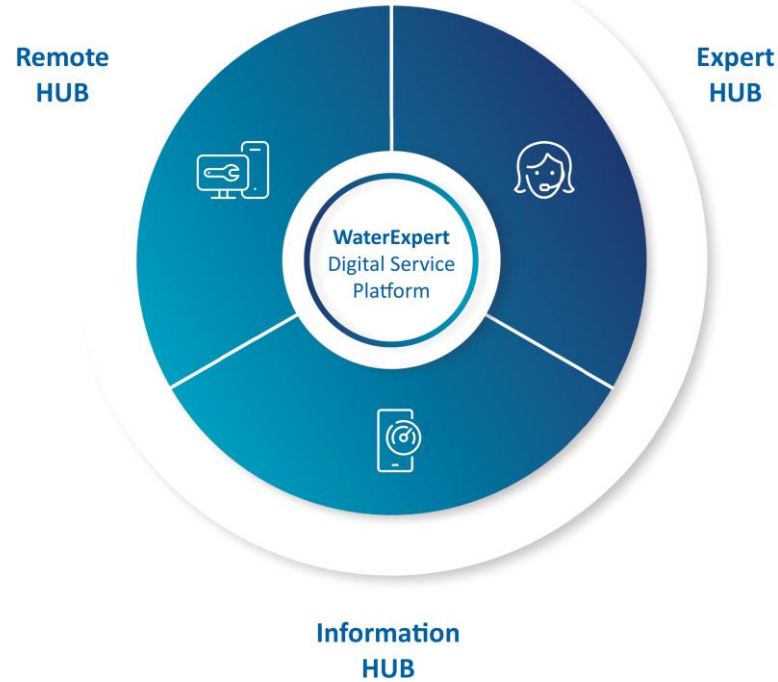 Remote
HUB
Expert
HUB
WaterExpert
Digital Service
Platform
Information
HUB